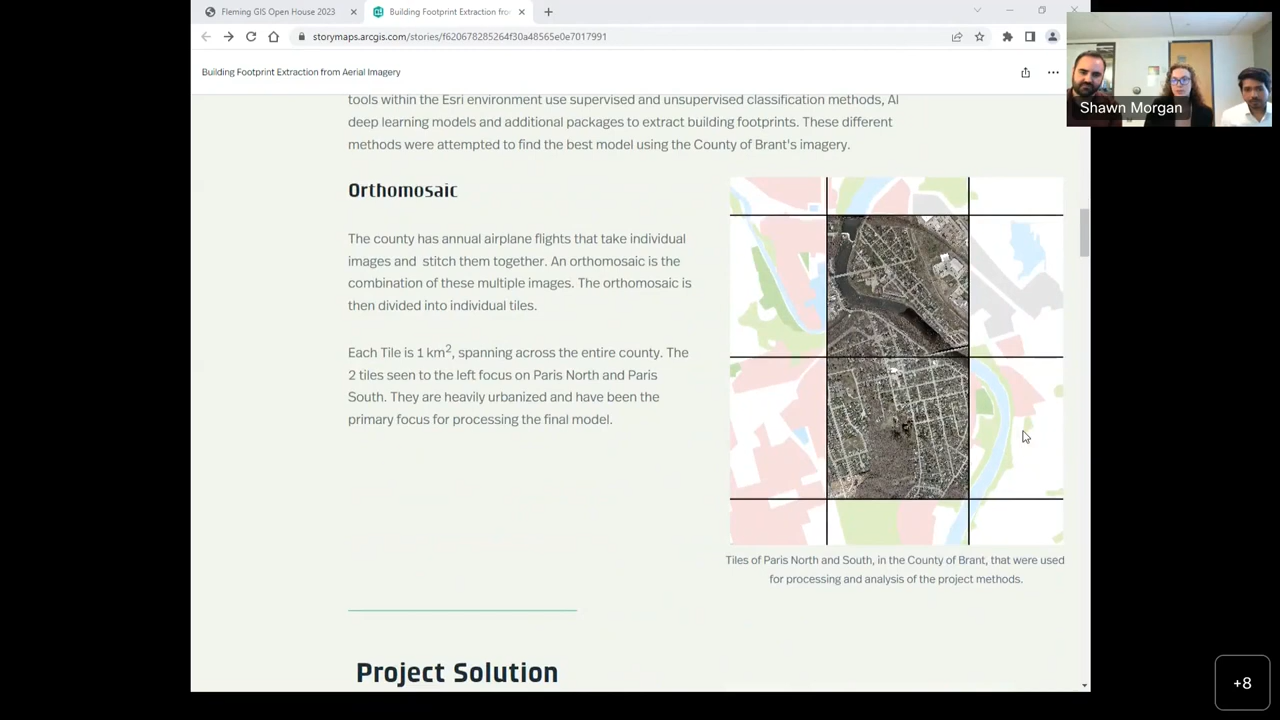 Fleming GIS Open House 2023
Building Footprint Extraction fro
storymaps.arcgis.com/stories/f620678285264f30a48565e0e7017991
Building Footprint Extraction from Aerial Imagery
Shawn Morgan
tools within the Esri environment use supervised and unsupervised classification methods, AI
deep learning models and additional packages to extract building footprints. These different
methods were attempted to find the best model using the County of Brant's imagery.
Orthomosaic
The county has annual airplane flights that take individual
images and stitch them together. An orthomosaic is the
combination of these multiple images. The orthomosaic is
then divided into individual tiles.
Each Tile is 1 km², spanning across the entire county. The
2 tiles seen to the left focus on Paris North and Paris
South. They are heavily urbanized and have been the
primary focus for processing the final model.
Tiles of Paris North and South, in the County of Brant, that were used
for processing and analysis of the project methods.
Project Solution
+8